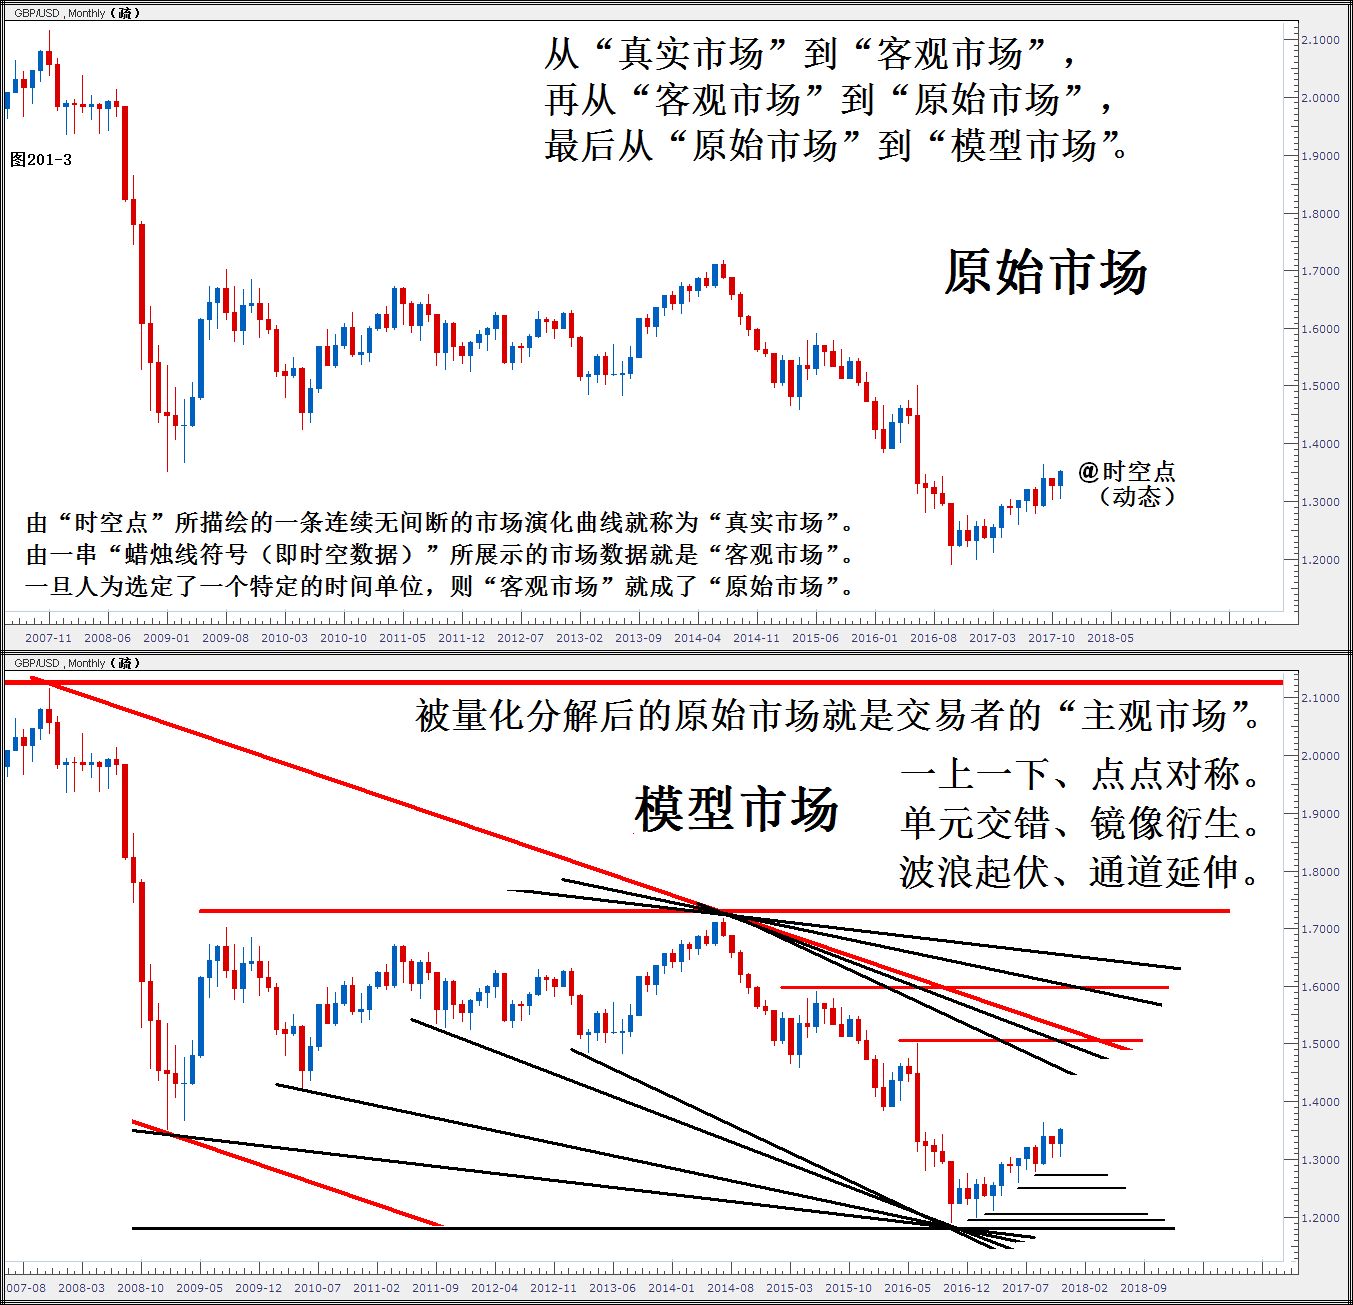 GBP/USD , Monthly（疏）
从“真实市场”到“客观市场”，
再从“客观市场”到“原始市场”，
最后从“原始市场”到“模型市场”。
图201-3
原始市场
@时空点
（动态）
由“时空点”所描绘的一条连续无间断的市场演化曲线就称为“真实市场”。
由一串“蜡烛线符号（即时空数据）”所展示的市场数据就是“客观市场”。
一旦人为选定了一个特定的时间单位，则“客观市场”就成了“原始市场”。
2.1000
2.0000
1.9000
1.8000
1.7000
1.6000
1.5000
1.4000
1.3000
1.2000
2007-11 2008-06 2009-01 2009-08 2010-03 2010-10 2011-05 2011-12 2012-07 2013-02 2013-09 2014-04 2014-11 2015-06 2016-01 2016-08 2017-03 2017-10 2018-05
GBP/USD , Monthly（疏）
被量化分解后的原始市场就是交易者的“主观市场”。
模型市场
一上一下、点点对称。
单元交错、镜像衍生。
波浪起伏、通道延伸。
2.1000
2.0000
1.9000
1.8000
1.7000
1.6000
1.5000
1.4000
1.3000
1.2000
007-08 2008-03 2008-10 2009-05 2009-12 2010-07 2011-02 2011-09 2012-04 2012-11 2013-06 2014-01 2014-08 2015-03 2015-10 2016-05 2016-12 2017-07 2018-02 2018-09